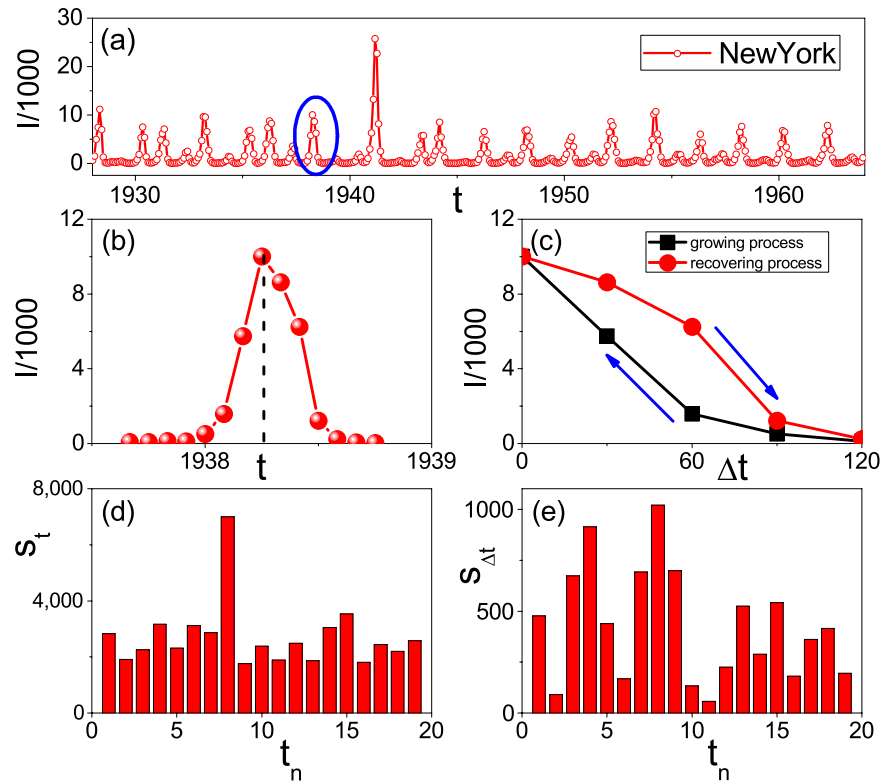 (a)
NewYork
I/1000
30
20
10
0
1930
1940
1950
1960
t
(b)
I/1000
12
8
4
0
1938
1939
t
(c)
growing process
recovering process
I/1000
12
8
4
0
0
60
120
Δt
(d)
s_t
8,000
4,000
0
0
5
10
15
20
t_n
(e)
s_Δt
1000
500
0
0
5
10
15
20
t_n